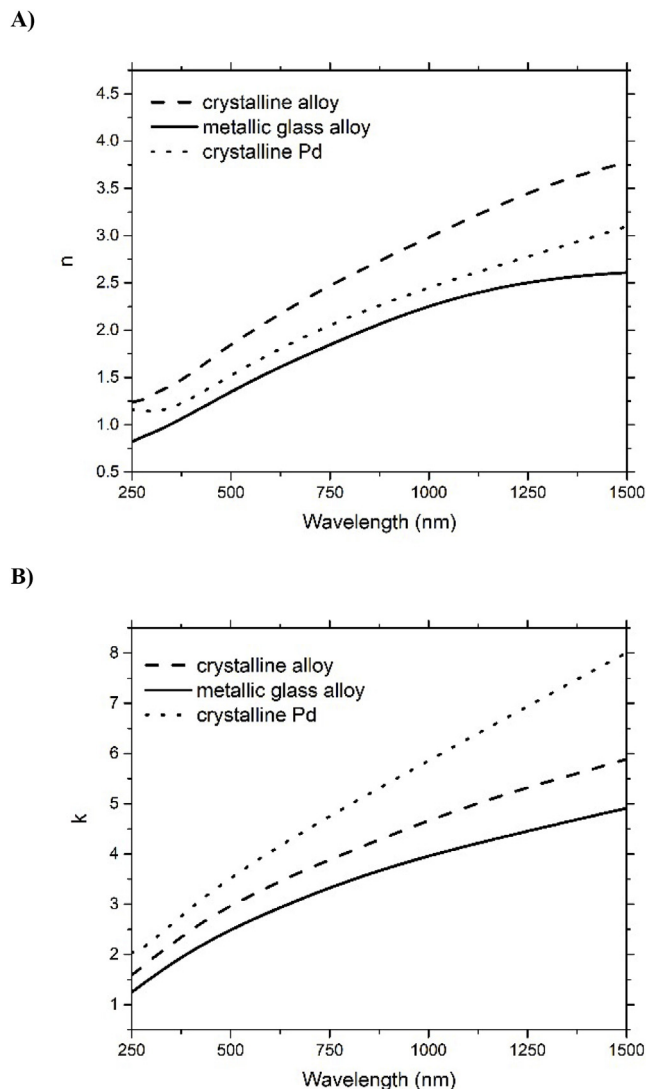 A)
4.5
4.0
3.5
3.0
2.5
2.0
1.5
1.0
0.5
n
crystalline alloy
metallic glass alloy
crystalline Pd
250 500 750 1000 1250 1500
Wavelength (nm)
B)
8
7
6
5
4
3
2
1
k
crystalline alloy
metallic glass alloy
crystalline Pd
250 500 750 1000 1250 1500
Wavelength (nm)